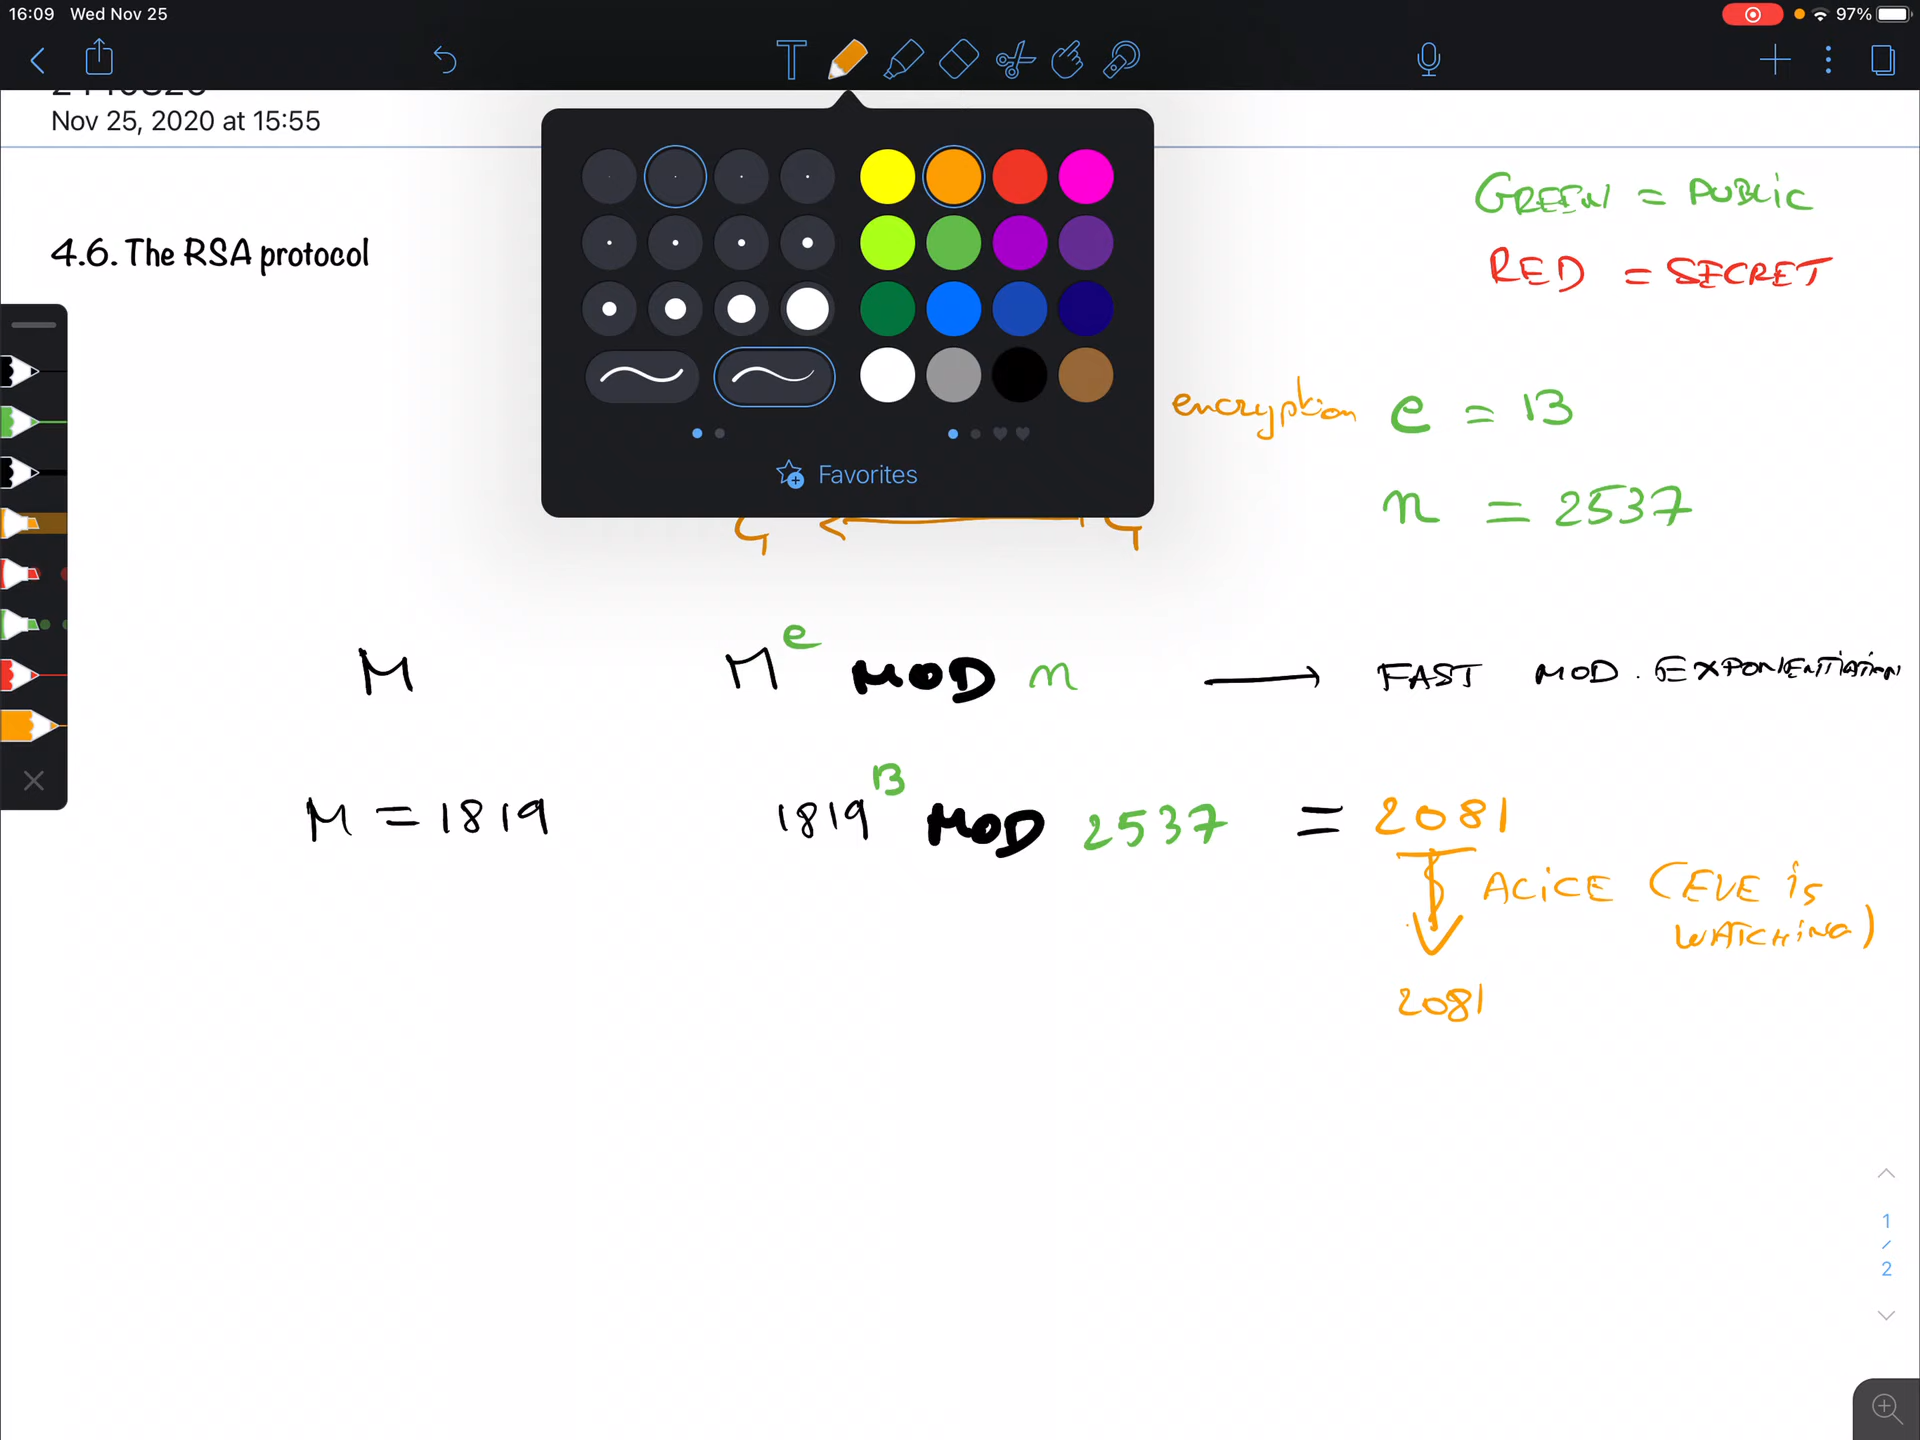 16:09 Wed Nov 25
97%
Nov 25, 2020 at 15:55
GREEN = PUBLIC
4.6. The RSA protocol
RED = SECRET
encryption e = 13
Favorites
n = 2537
M M^e MOD n → FAST MOD. EXPONENTIATION
M = 1819 1819^13 MOD 2537 = 2081
ALICE (EVE is
WATCHING)
2081
1
/
2